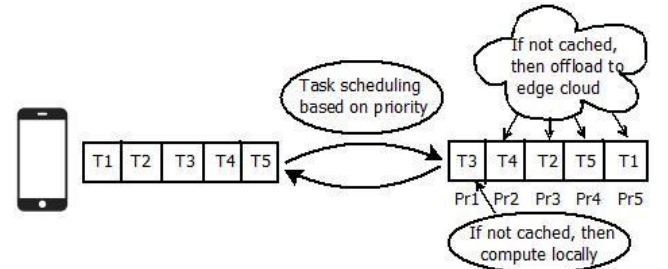 If not cached,
then offload to
edge cloud
Task scheduling
based on priority
T1 T2 T3 T4 T5
T3 T4 T2 T5 T1
Pr1 Pr2 Pr3 Pr4 Pr5
If not cached, then
compute locally